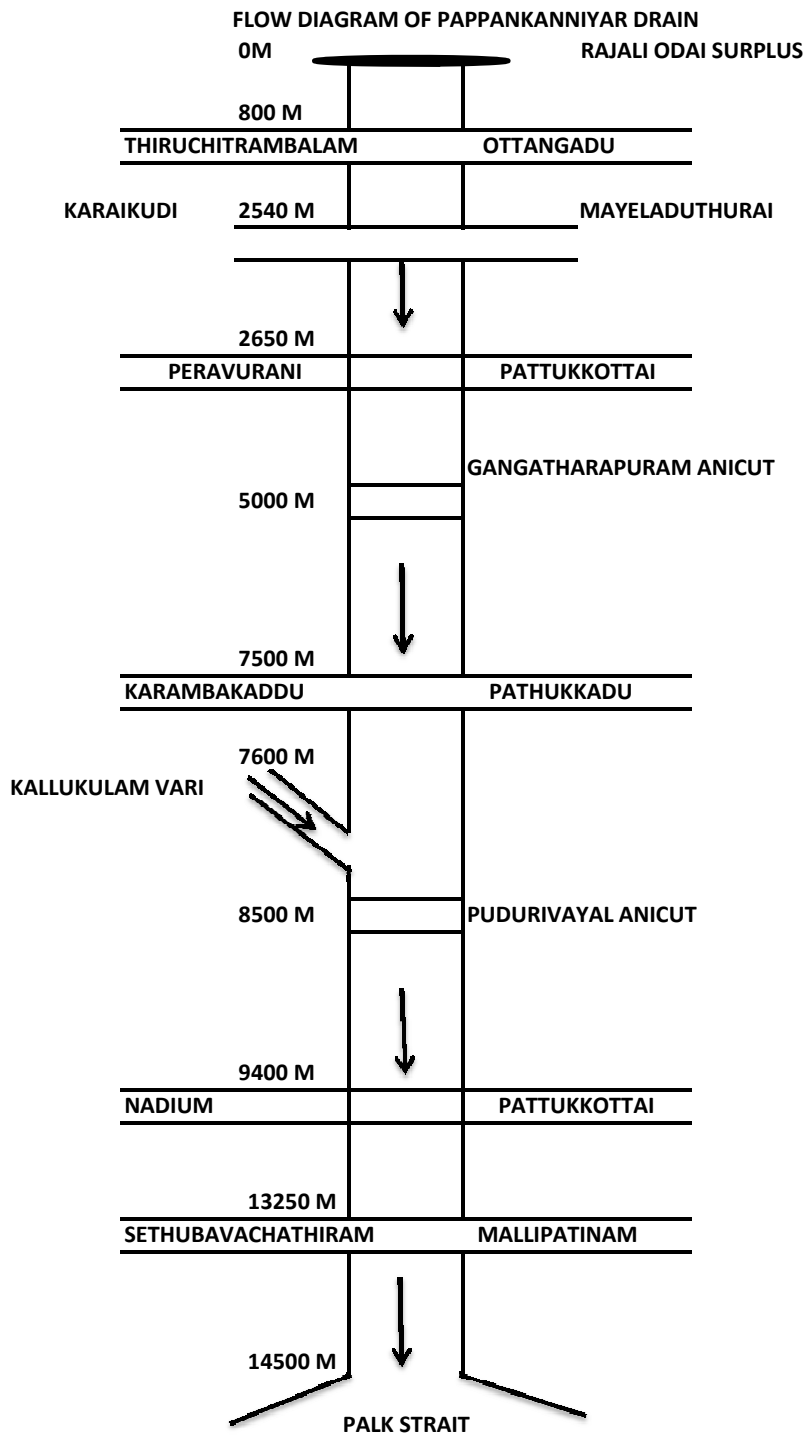 FLOW DIAGRAM OF PAPPANKANNIYAR DRAIN
0M RAJALI ODAI SURPLUS
800 M
THIRUCHITRAMBALAM OTTANGADU
KARAIKUDI 2540 M MAYELADUTHURAI
2650 M
PERAVURANI PATTUKKOTTAI
GANGATHARAPURAM ANICUT
5000 M
7500 M
KARAMBAKADDU PATHUKKADU
7600 M
KALLUKULAM VARI
8500 M PUDURIVAYAL ANICUT
9400 M
NADIUM PATTUKKOTTAI
13250 M
SETHUBAVACHATHIRAM MALLIPATINAM
14500 M
PALK STRAIT